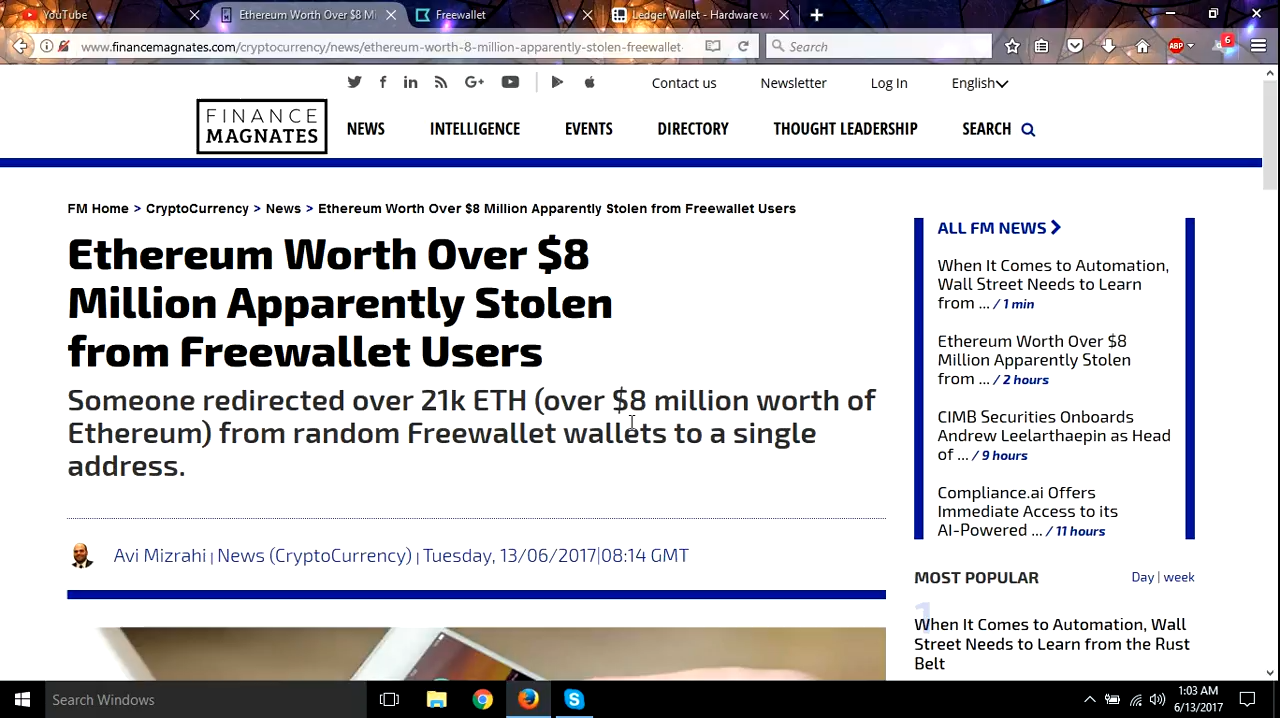 YouTube
Ethereum Worth Over $8 Mi
Freewallet
Ledger Wallet - Hardware w
www.financemagnates.com/cryptocurrency/news/ethereum-worth-8-million-apparently-stolen-freewallet-
Search
ABP
6
Contact us
Newsletter
Log In
English
FINANCE
MAGNATES
NEWS
INTELLIGENCE
EVENTS
DIRECTORY
THOUGHT LEADERSHIP
SEARCH
FM Home > CryptoCurrency > News > Ethereum Worth Over $8 Million Apparently Stolen from Freewallet Users
Ethereum Worth Over $8
Million Apparently Stolen
from Freewallet Users
Someone redirected over 21k ETH (over $8 million worth of
Ethereum) from random Freewallet wallets to a single
address.
Avi Mizrahi | News (CryptoCurrency) | Tuesday, 13/06/2017|08:14 GMT
ALL FM NEWS
When It Comes to Automation,
Wall Street Needs to Learn
from ... / 1 min
Ethereum Worth Over $8
Million Apparently Stolen
from ... / 2 hours
CIMB Securities Onboards
Andrew Leelarthaepin as Head
of ... / 9 hours
Compliance.ai Offers
Immediate Access to its
AI-Powered ... / 11 hours
MOST POPULAR
Day | week
1
When It Comes to Automation, Wall
Street Needs to Learn from the Rust
Belt
Search Windows
1:03 AM
6/13/2017